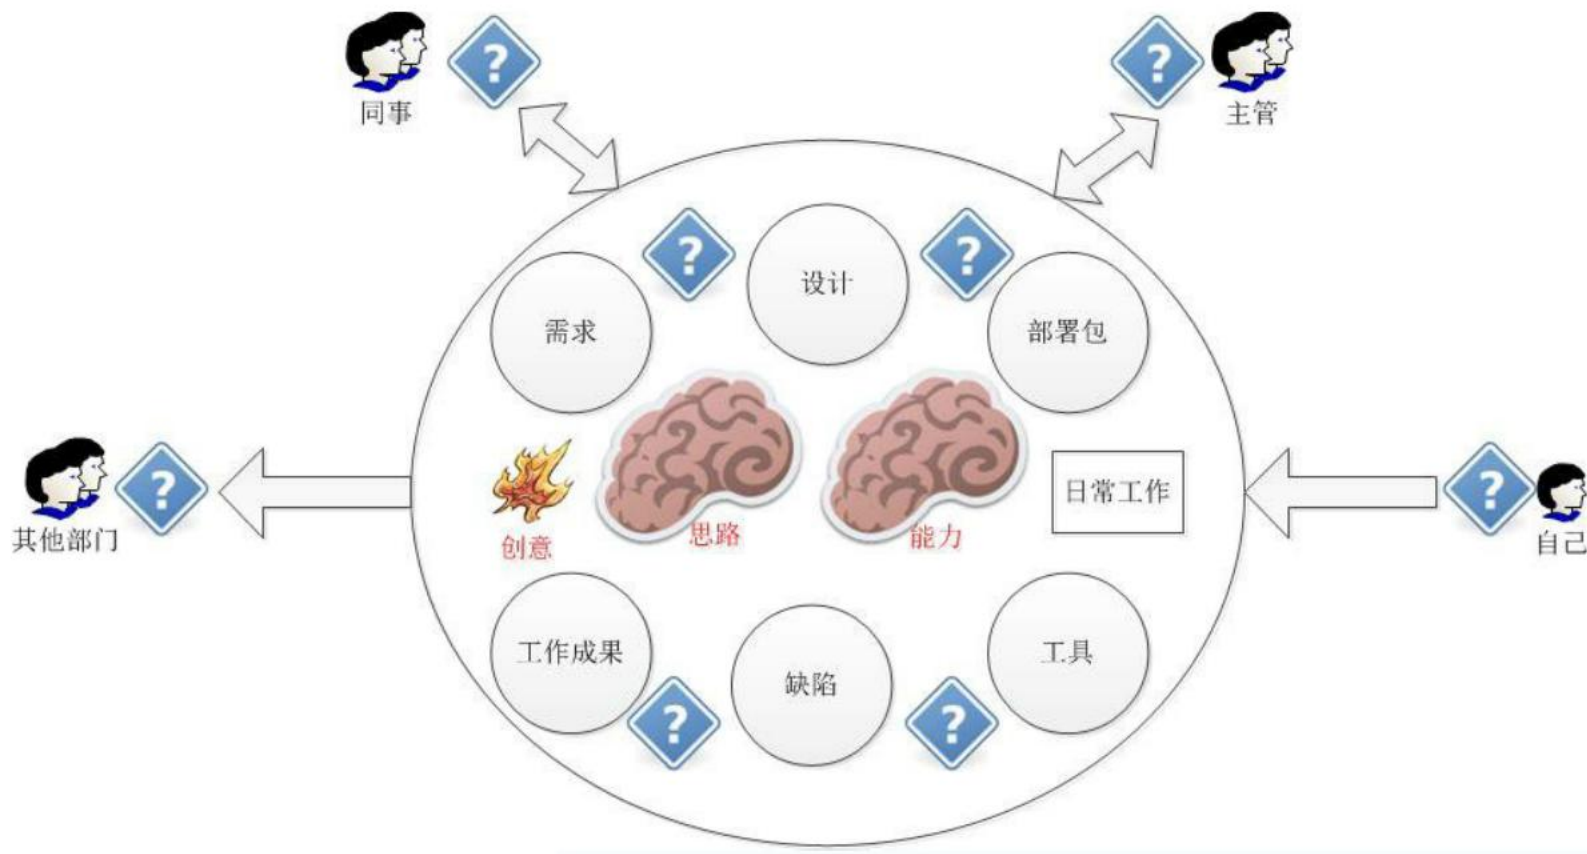 ?
?
同事
主管
?
?
设计
需求
部署包
其他部门
?
创意
思路
能力
日常工作
?
自己
工作成果
缺陷
工具
?
?